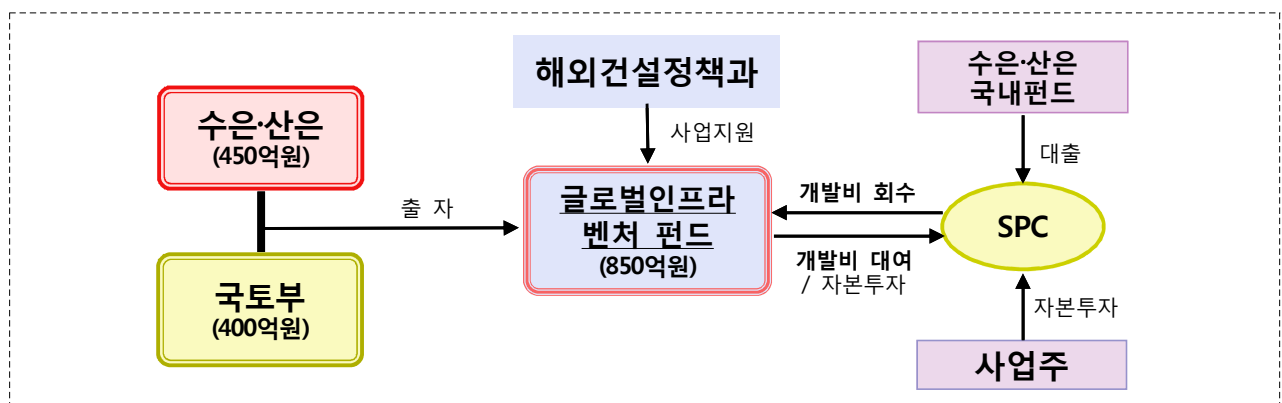 해외건설정책과
수은·산은
국내펀드
수은·산은
(450억원)
사업지원
대출
출 자
글로벌인프라
벤처 펀드
(850억원)
개발비 회수
개발비 대여
/ 자본투자
SPC
국토부
(400억원)
자본투자
사업주